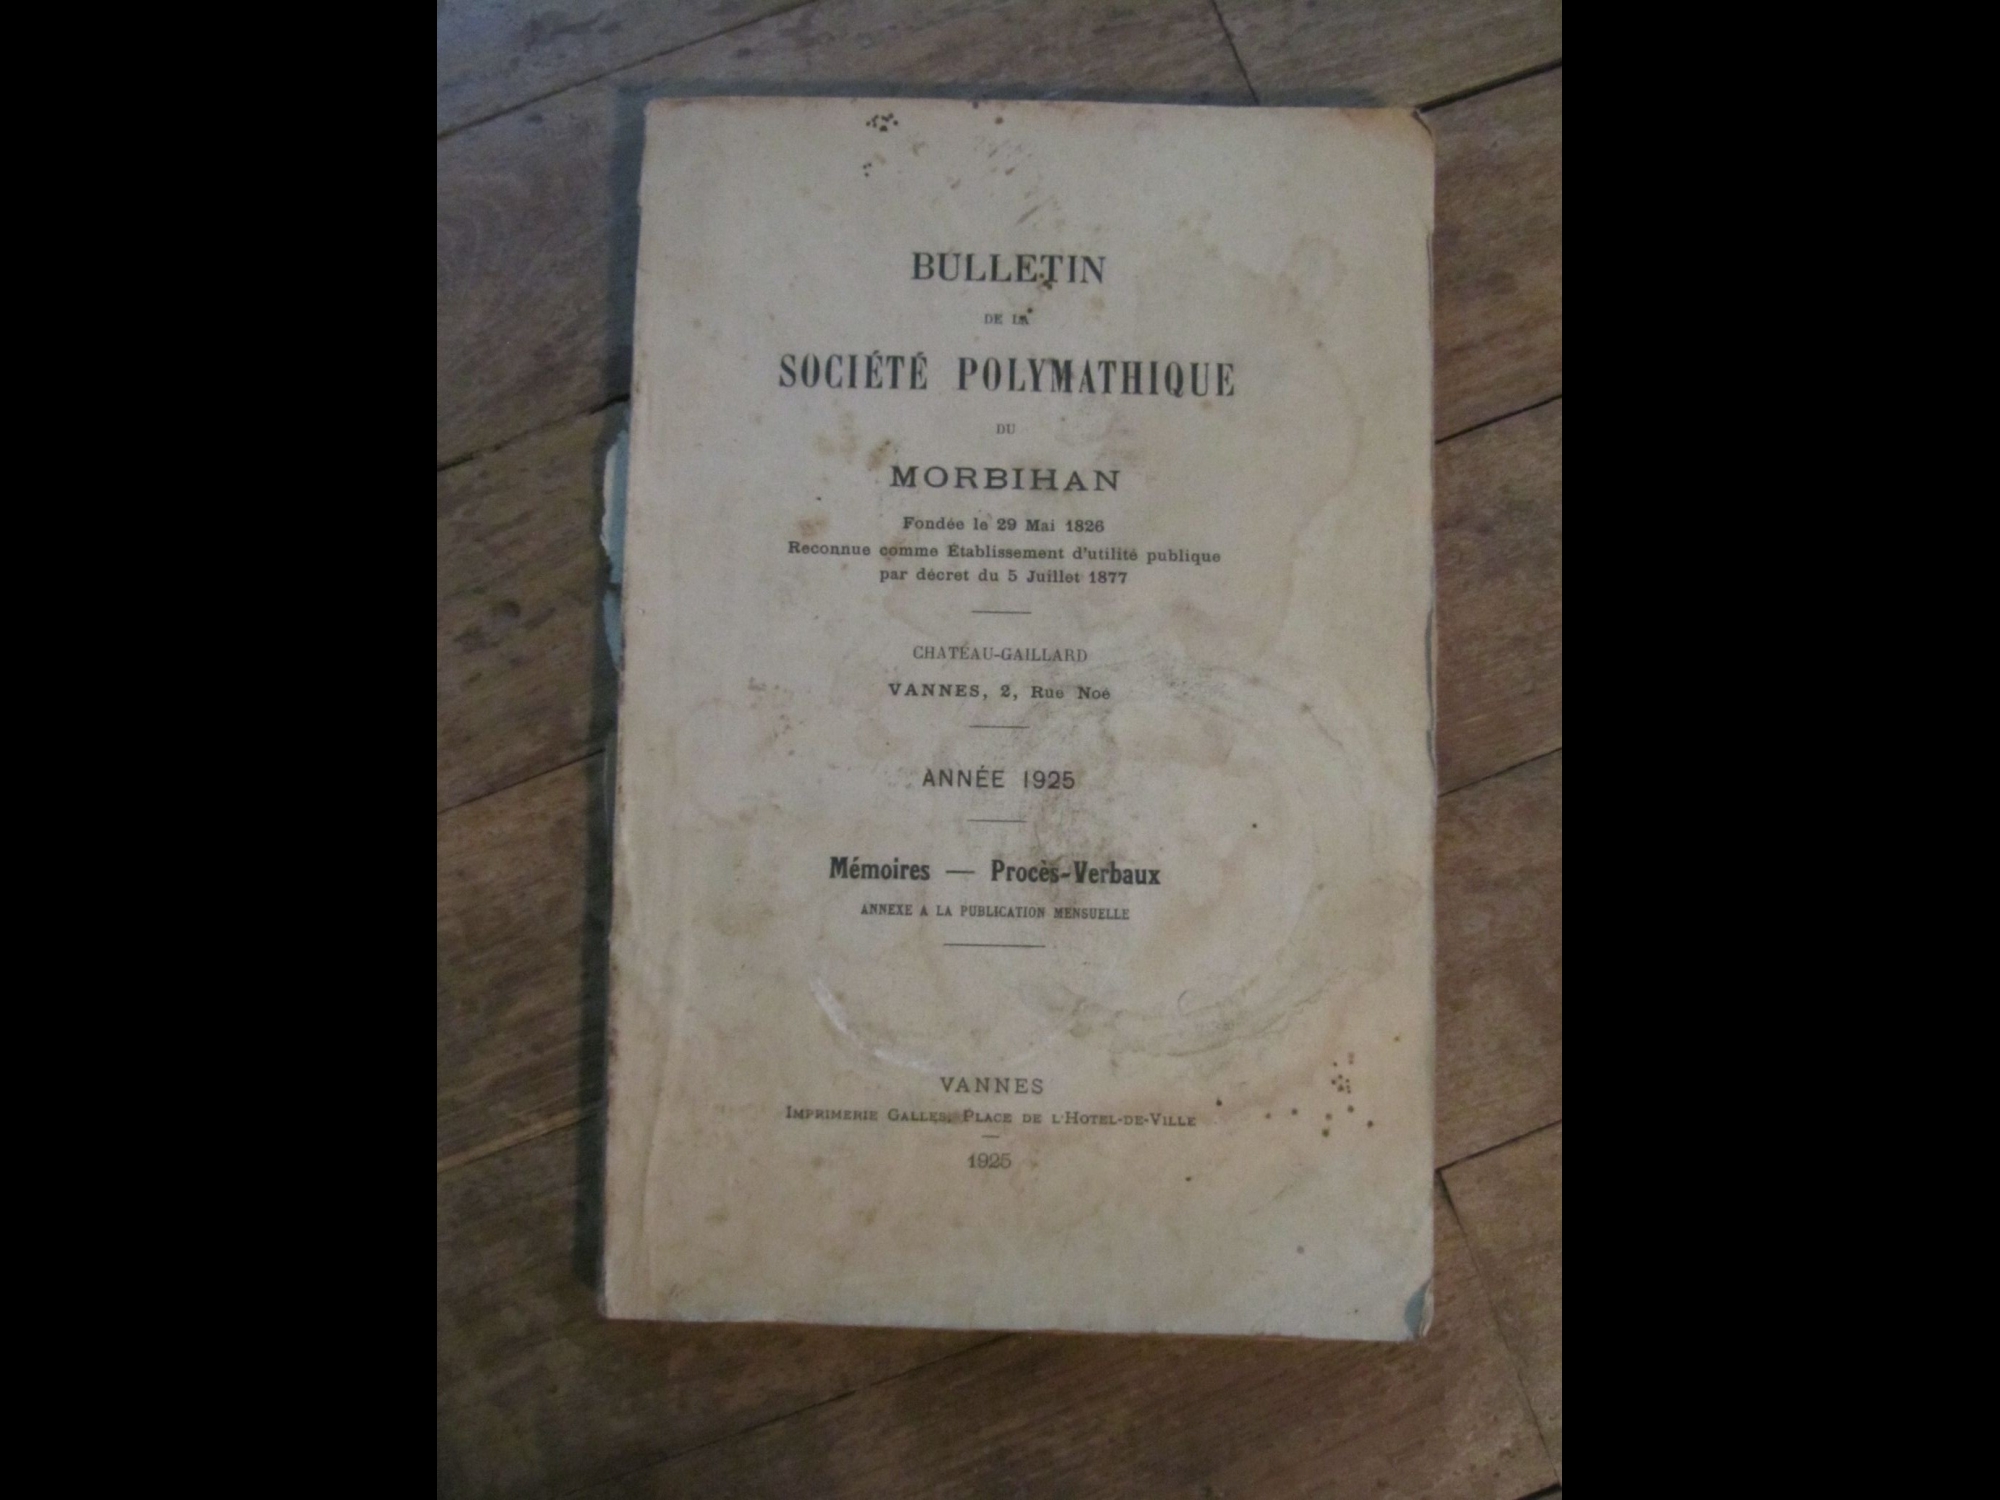 BULLETIN
DE LA
SOCIÉTÉ POLYMATHIQUE
DU
MORBIHAN
Fondée le 29 Mai 1826
Reconnue comme Établissement d'utilité publique
par décret du 5 Juillet 1877
CHATEAU-GAILLARD
VANNES, 2, Rue Noé
ANNÉE 1925
Mémoires — Procès-Verbaux
ANNEXE A LA PUBLICATION MENSUELLE
VANNES
IMPRIMERIE GALLES, PLACE DE L'HOTEL-DE-VILLE
1925